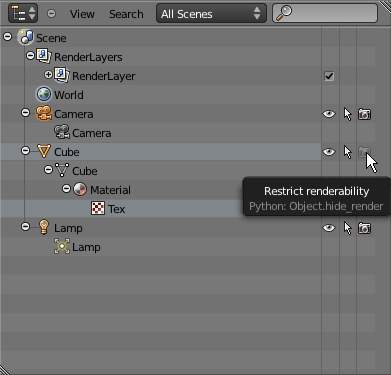 View Search All Scenes
Scene
RenderLayers
RenderLayer
World
Camera
Camera
Cube
Cube
Material
Restrict renderability
Tex
Python: Object.hide_render
Lamp
Lamp